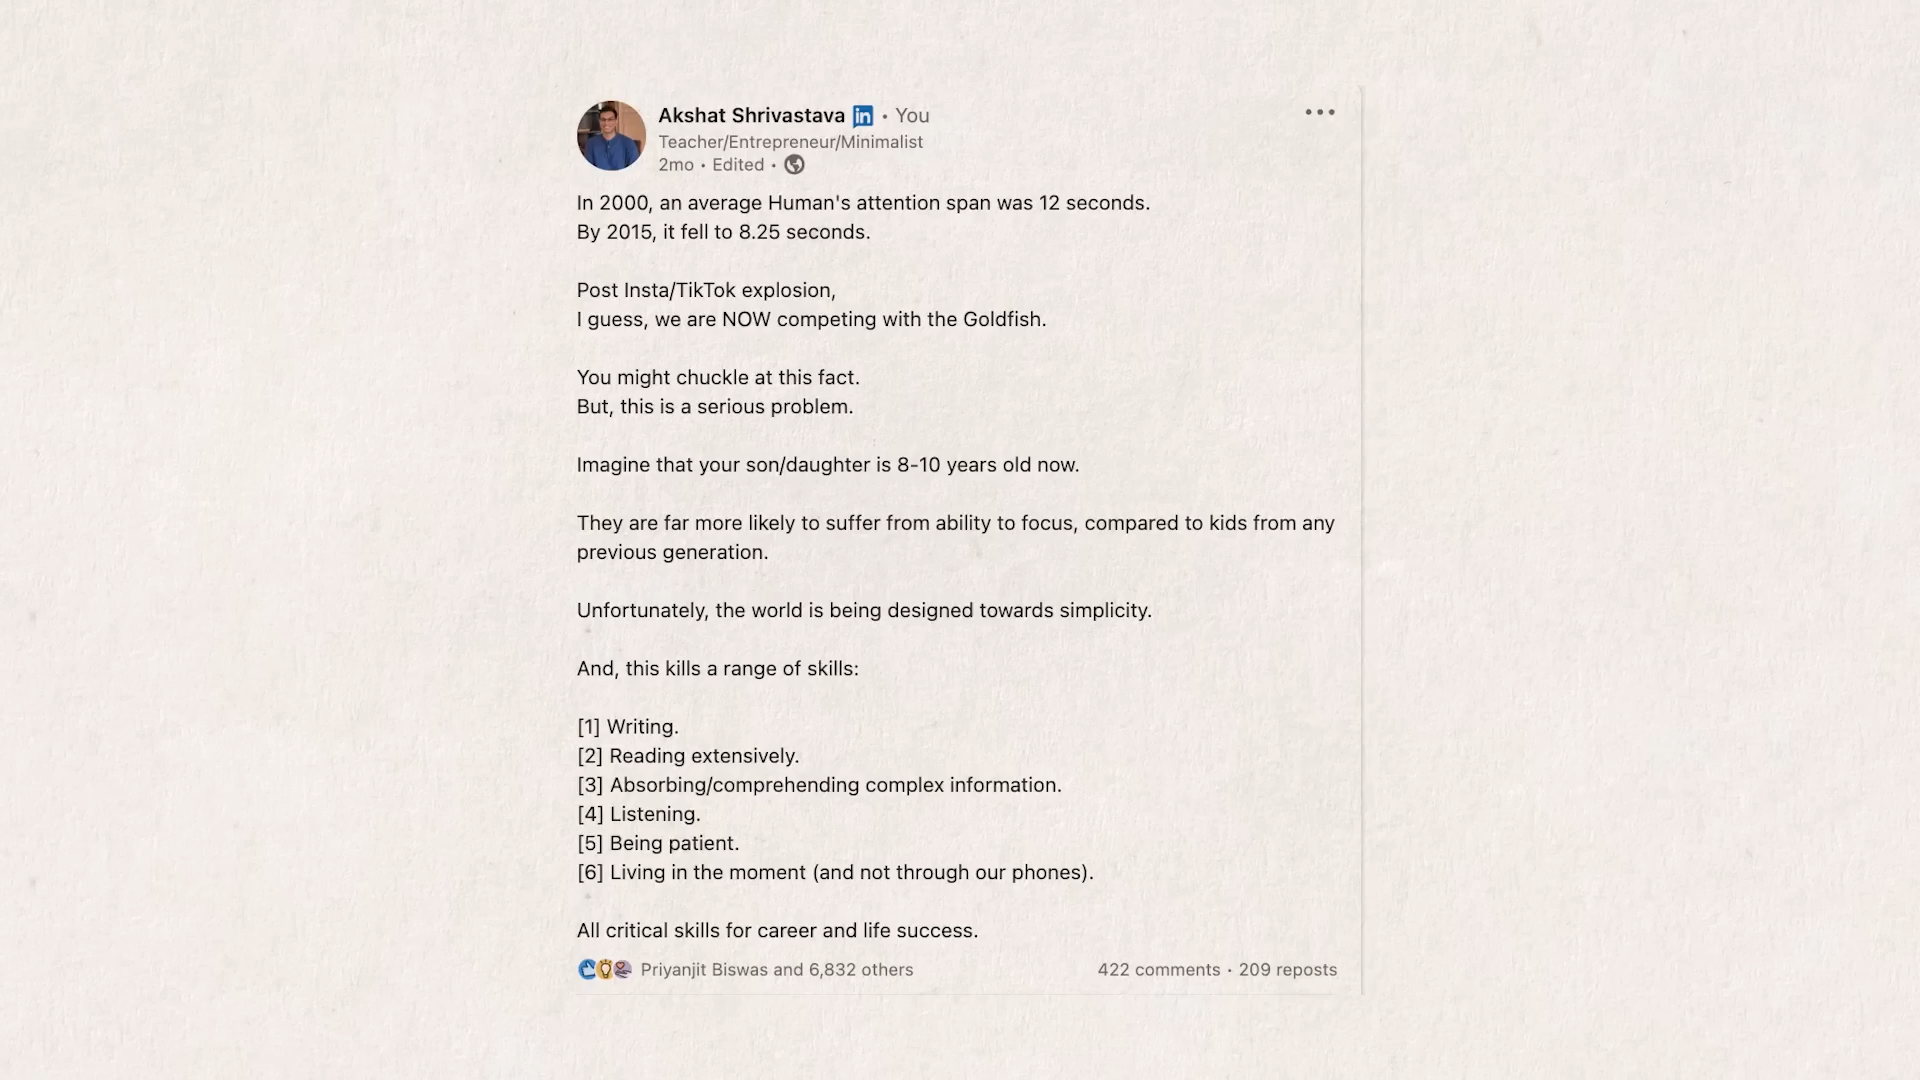 Akshat Shrivastava in • You
Teacher/Entrepreneur/Minimalist
2mo • Edited •
In 2000, an average Human's attention span was 12 seconds.
By 2015, it fell to 8.25 seconds.
Post Insta/TikTok explosion,
I guess, we are NOW competing with the Goldfish.
You might chuckle at this fact.
But, this is a serious problem.
Imagine that your son/daughter is 8-10 years old now.
They are far more likely to suffer from ability to focus, compared to kids from any
previous generation.
Unfortunately, the world is being designed towards simplicity.
And, this kills a range of skills:
[1] Writing.
[2] Reading extensively.
[3] Absorbing/comprehending complex information.
[4] Listening.
[5] Being patient.
[6] Living in the moment (and not through our phones).
All critical skills for career and life success.
Priyanjit Biswas and 6,832 others 422 comments • 209 reposts